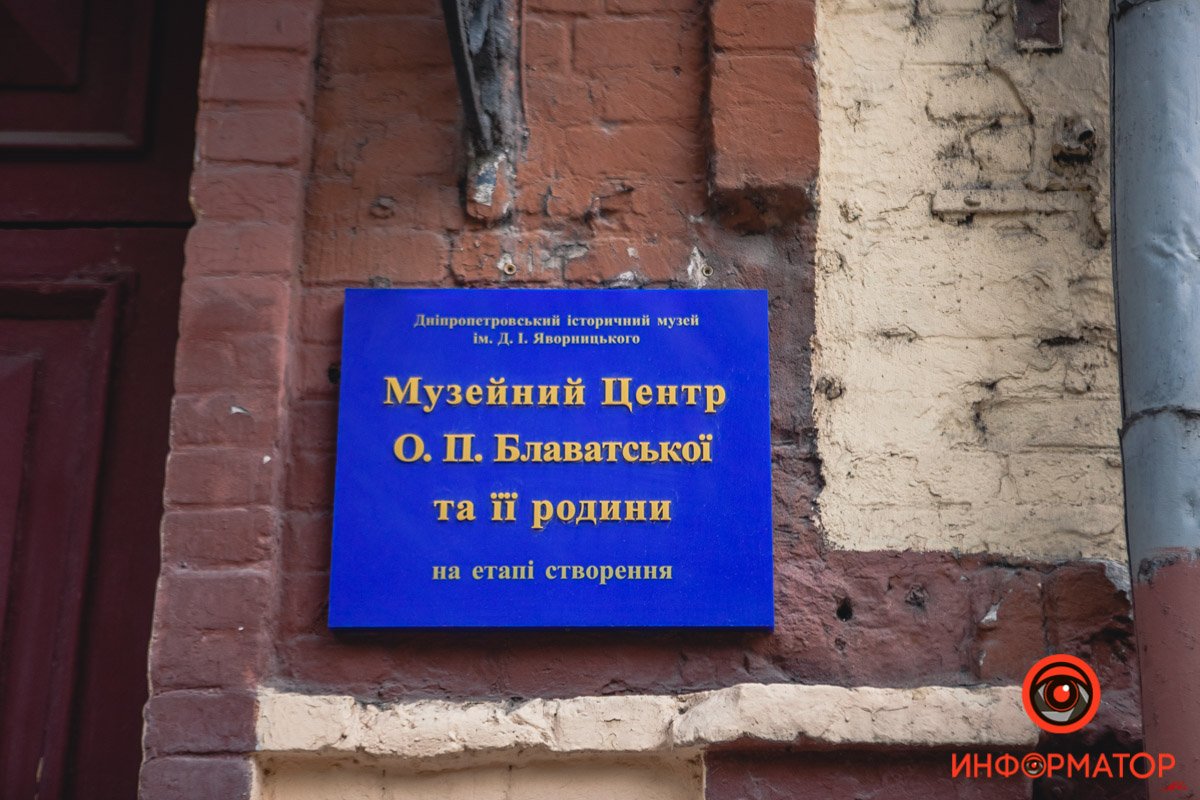 Дніпропетровський історичний музей
ім. Д. І. Яворницького
Музейний Центр
О. П. Блаватської
та її родини
на етапі створення
ИНФОРМАТОР